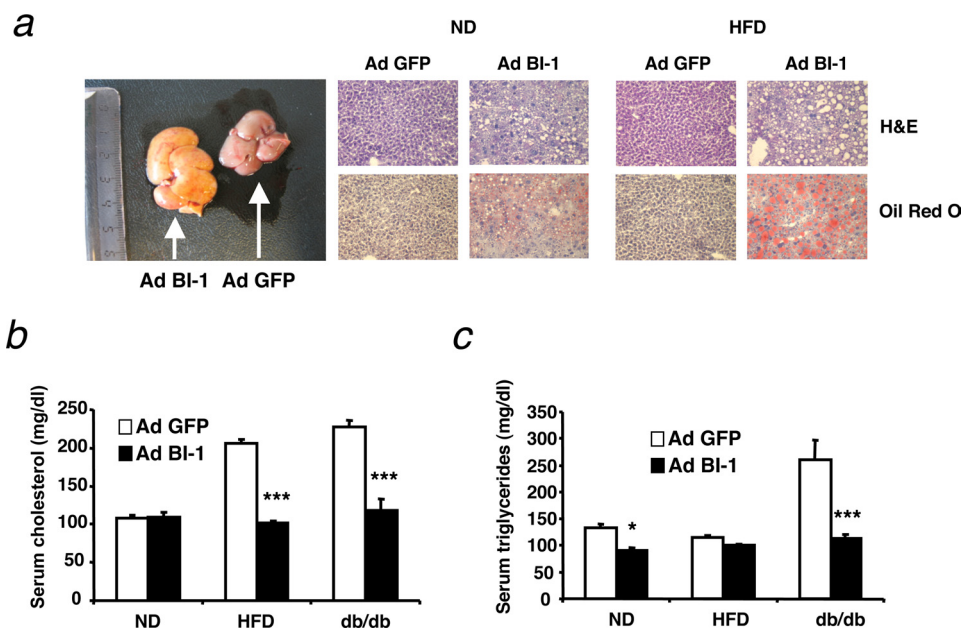 a
ND
HFD
Ad GFP
Ad BI-1
Ad GFP
Ad BI-1
H&E
Oil Red O
Ad BI-1
Ad GFP
b
Serum cholesterol (mg/dl)
250
200
150
100
50
0
Ad GFP
Ad BI-1
***
***
ND
HFD
db/db
c
Serum triglycerides (mg/dl)
350
300
250
200
150
100
50
0
Ad GFP
Ad BI-1
*
***
ND
HFD
db/db